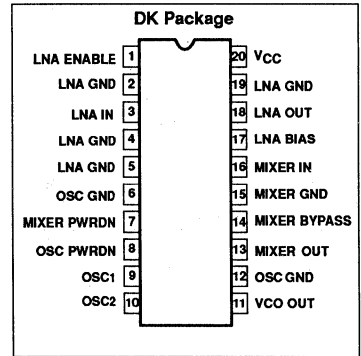 DK Package
LNA ENABLE 1 20 VCC
LNA GND 2 19 LNA GND
LNA IN 3 18 LNA OUT
LNA GND 4 17 LNA BIAS
LNA GND 5 16 MIXER IN
OSC GND 6 15 MIXER GND
MIXER PWRDN 7 14 MIXER BYPASS
OSC PWRDN 8 13 MIXER OUT
OSC1 9 12 OSC GND
OSC2 10 11 VCO OUT